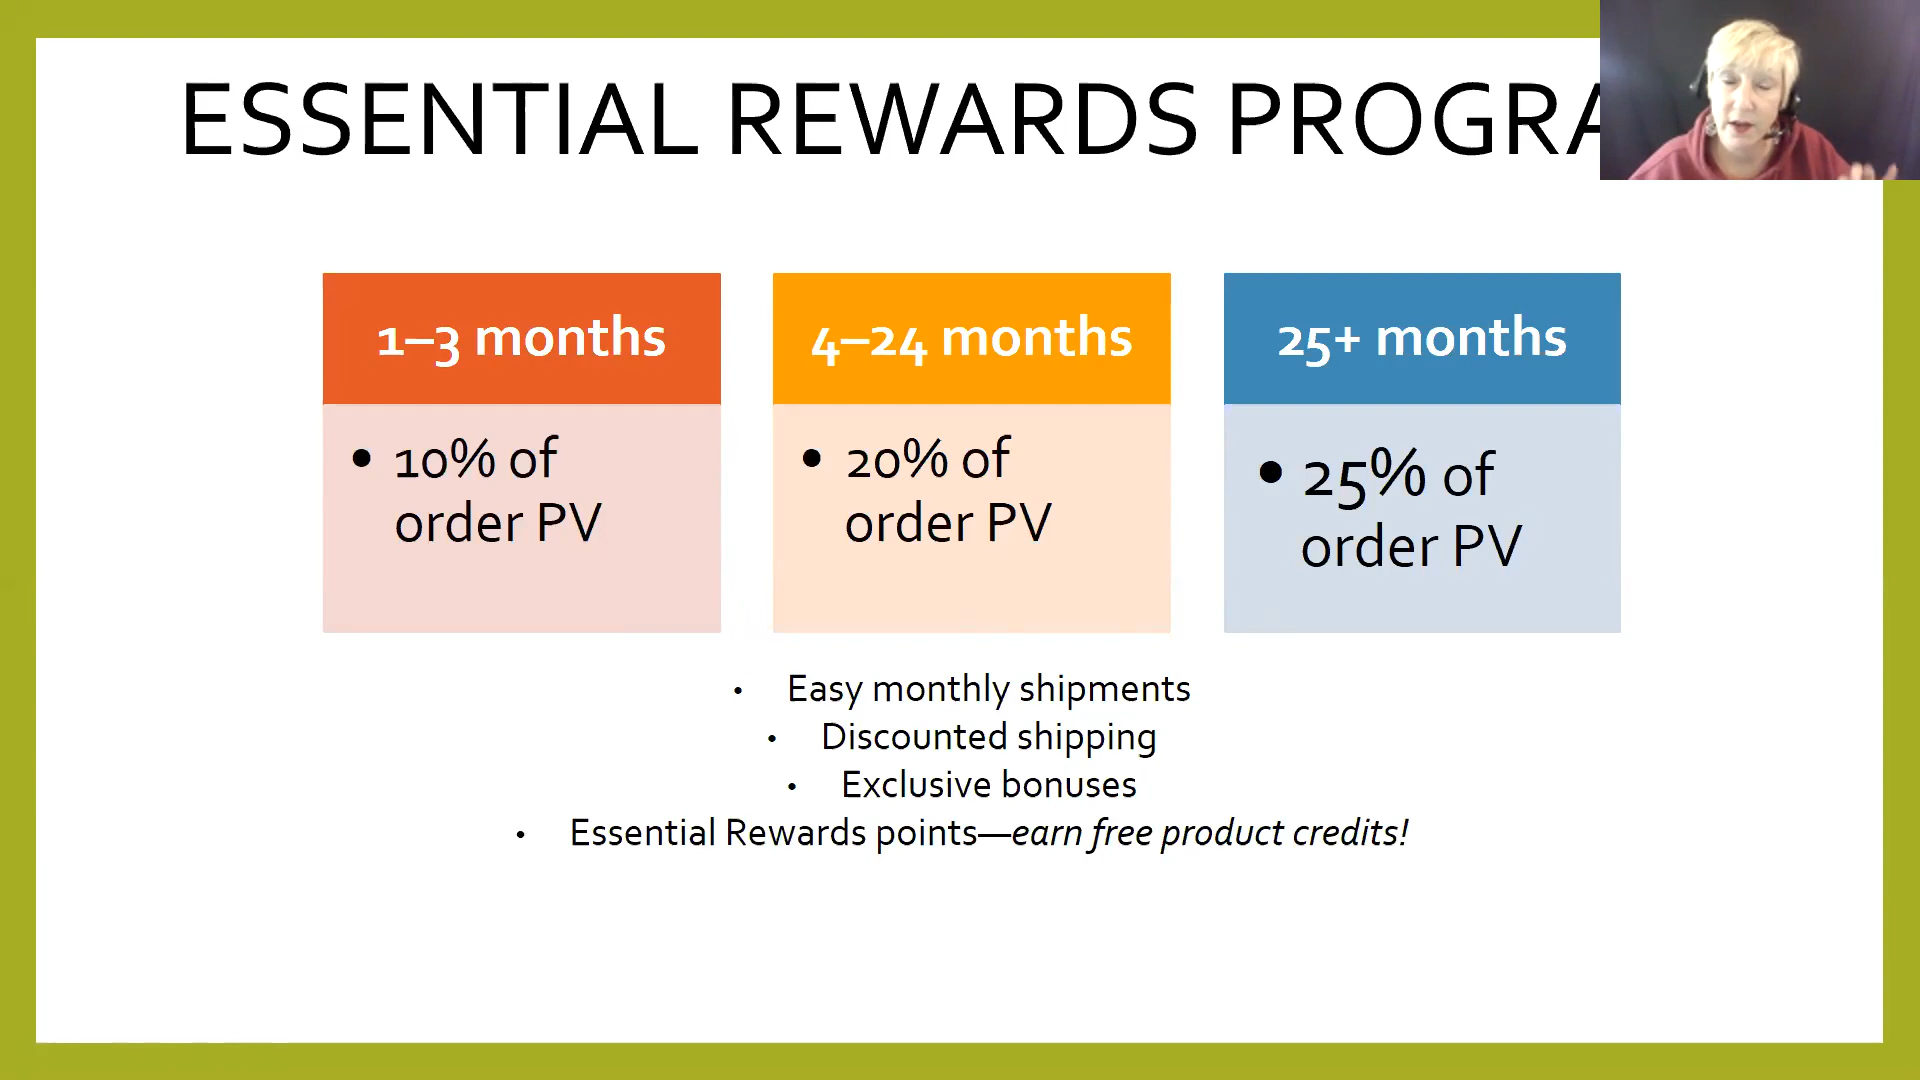 ESSENTIAL REWARDS PROGRA
1–3 months
• 10% of
order PV
4–24 months
• 20% of
order PV
25+ months
• 25% of
order PV
• Easy monthly shipments
• Discounted shipping
• Exclusive bonuses
• Essential Rewards points—earn free product credits!